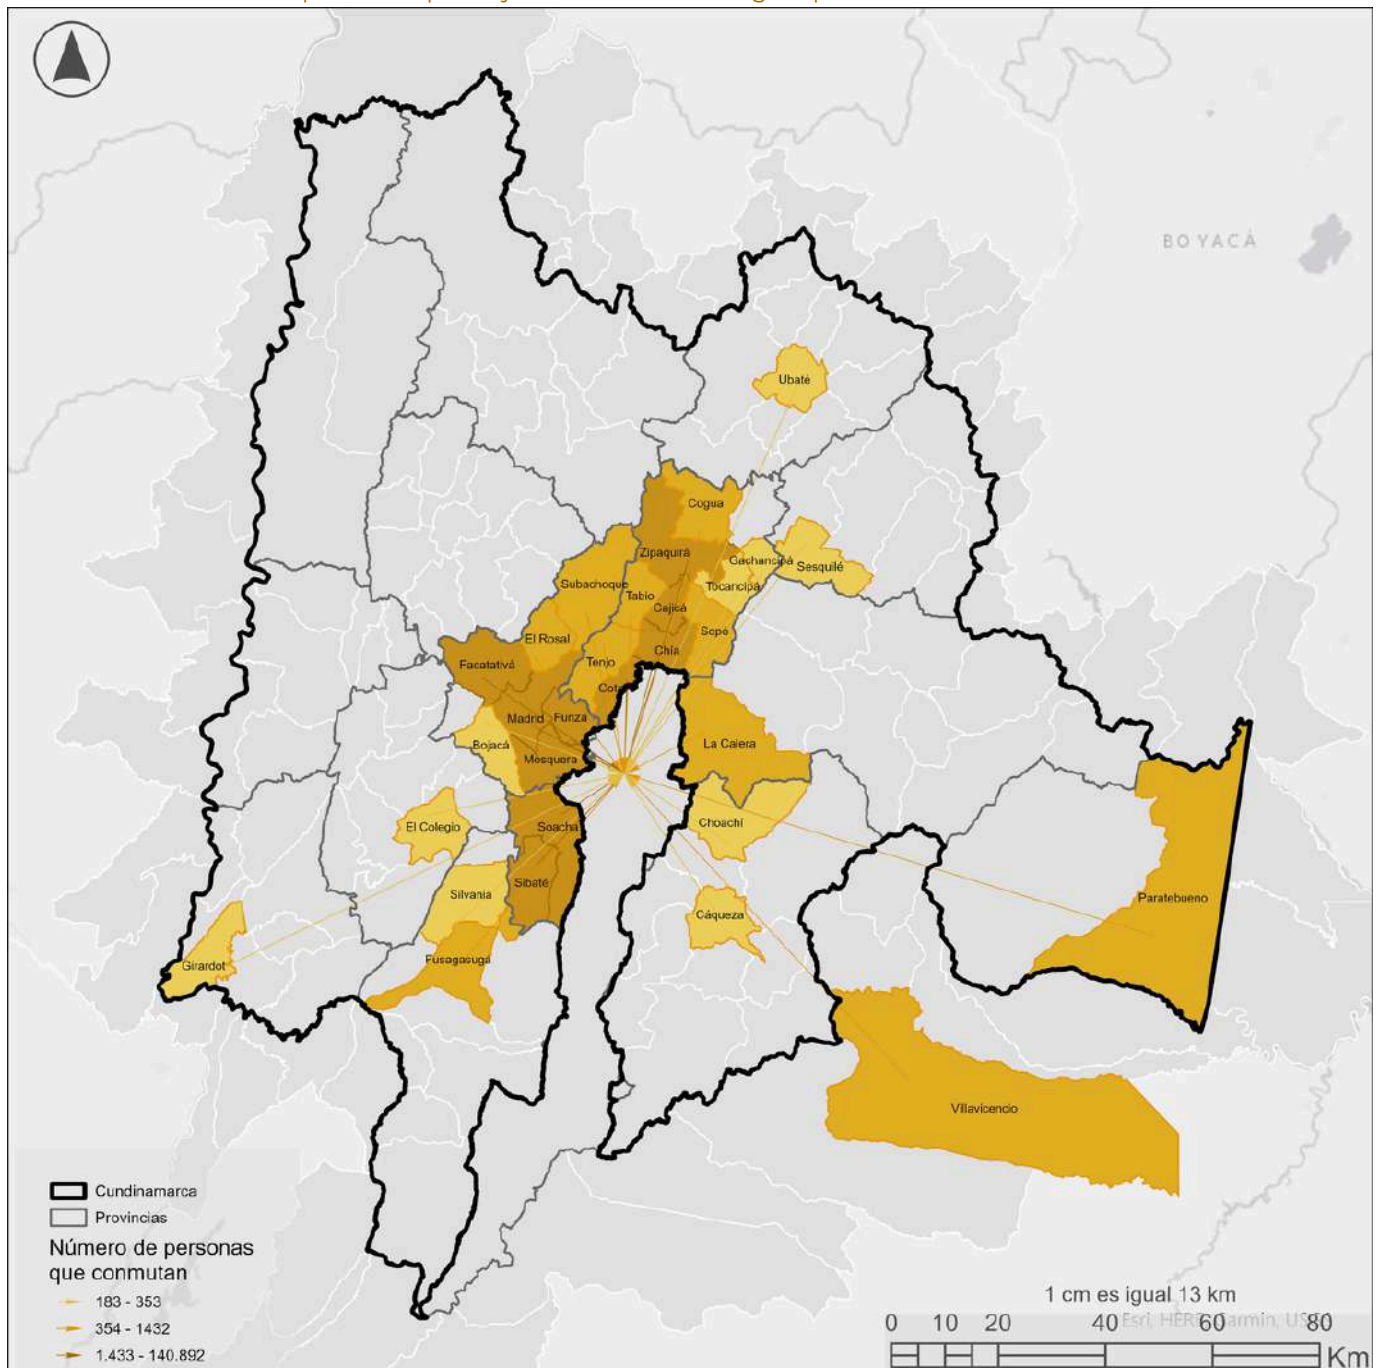 BOYACÁ
Ubaté
Cogua
Zipaquirá
Gachancipá
Sesquilé
Subachoque
Tabio
Tocancipá
Cajicá
El Rosal
Sopó
Facatativá
Tenjo
Chía
Madrid
Funza
Bojacá
La Calera
Mosquera
El Colegio
Soacha
Choachí
Silvania
Sibaté
Cáqueza
Paratebueno
Girardot
Fusagasugá
Villavicencio
Cundinamarca
Provincias
Número de personas
que conmutan
183 - 353
354 - 1432
1.433 - 140.892
1 cm es igual 13 km
Esri, HERE, Garmin,
0 10 20 40 60 80
Km